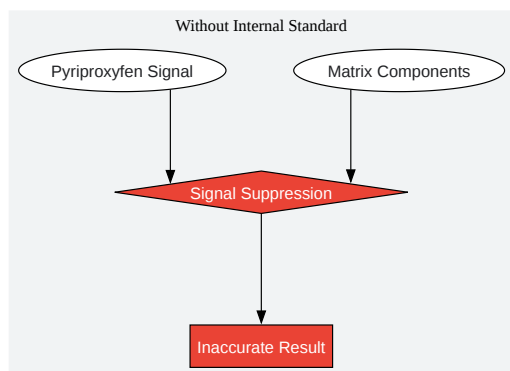 Without Internal Standard
Pyriproxyfen Signal
Matrix Components
Signal Suppression
Inaccurate Result